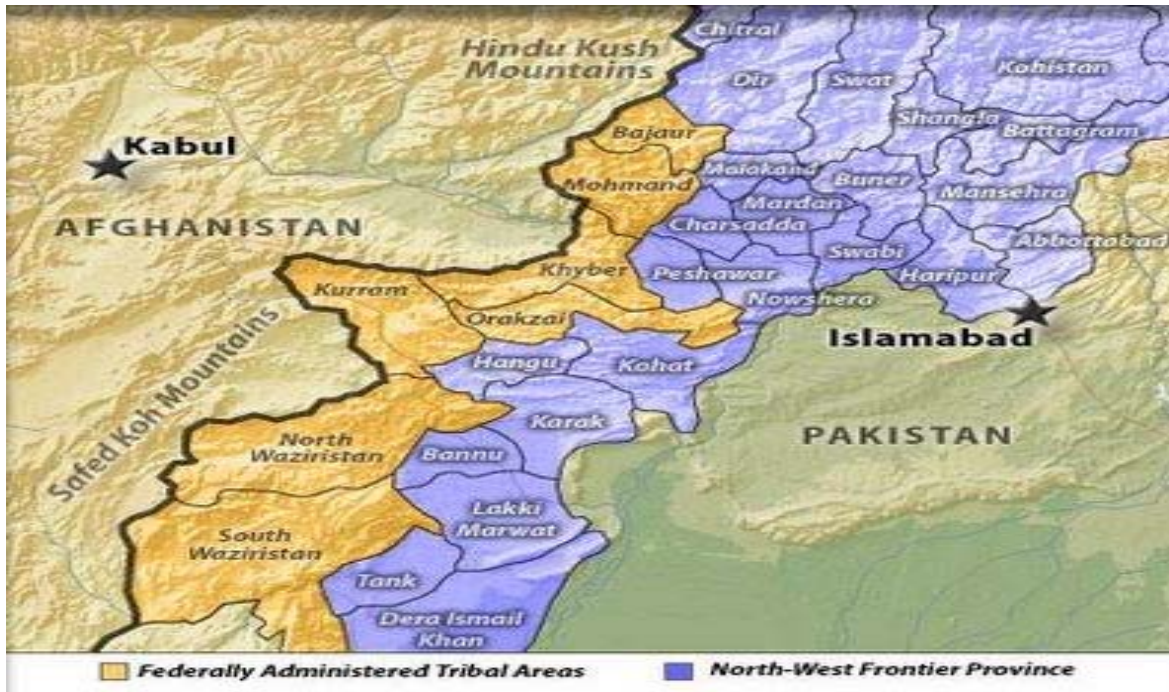 Chitral
Hindu Kush
Mountains
Dir
Swat
Kohistan
Shangla
Battagram
Bajaur
Kabul
Malakand
Buner
Mohmand
Mansehra
Mardan
AFGHANISTAN
Charsadda
Swabi
Abbottabad
Khyber
Peshawar
Haripur
Kurram
Nowshera
Orakzai
Islamabad
Safed Koh Mountains
Hangu
Kohat
Karak
PAKISTAN
North
Waziristan
Bannu
Lakki
Marwat
South
Waziristan
Tank
Dera Ismail
Khan
Federally Administered Tribal Areas
North-West Frontier Province